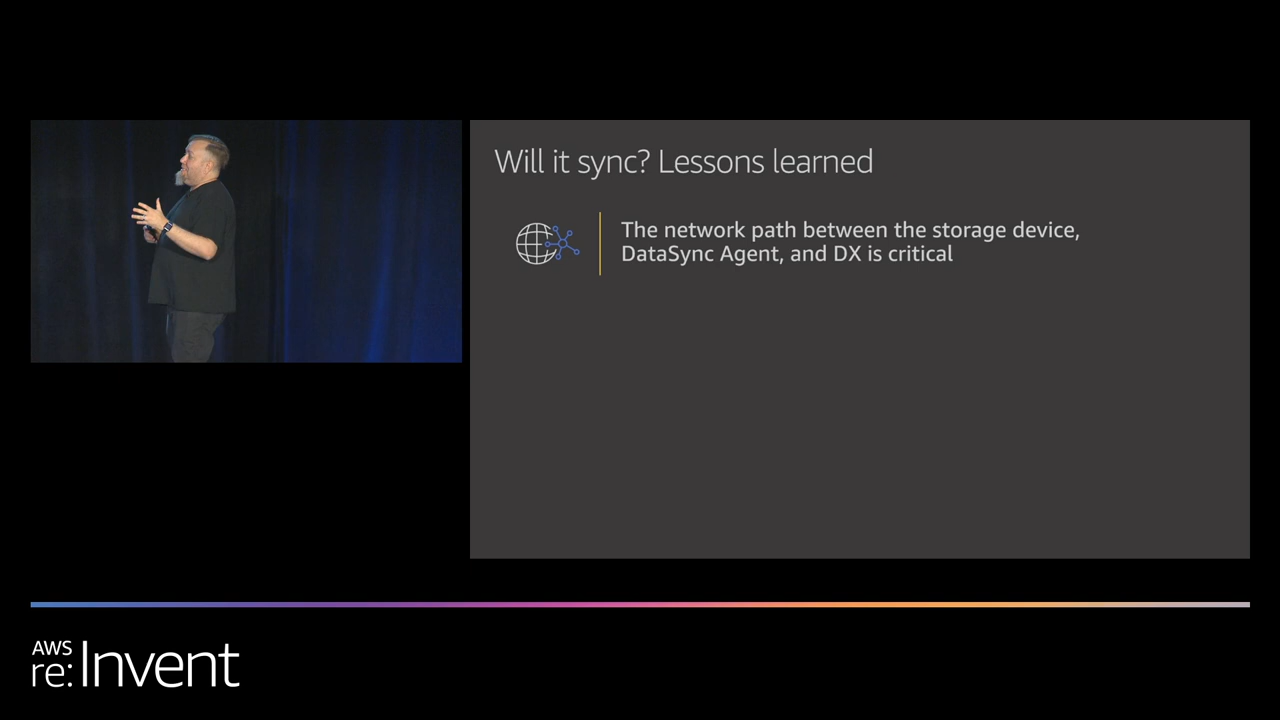 Will it sync? Lessons learned
The network path between the storage device,
DataSync Agent, and DX is critical
AWS
re:Invent